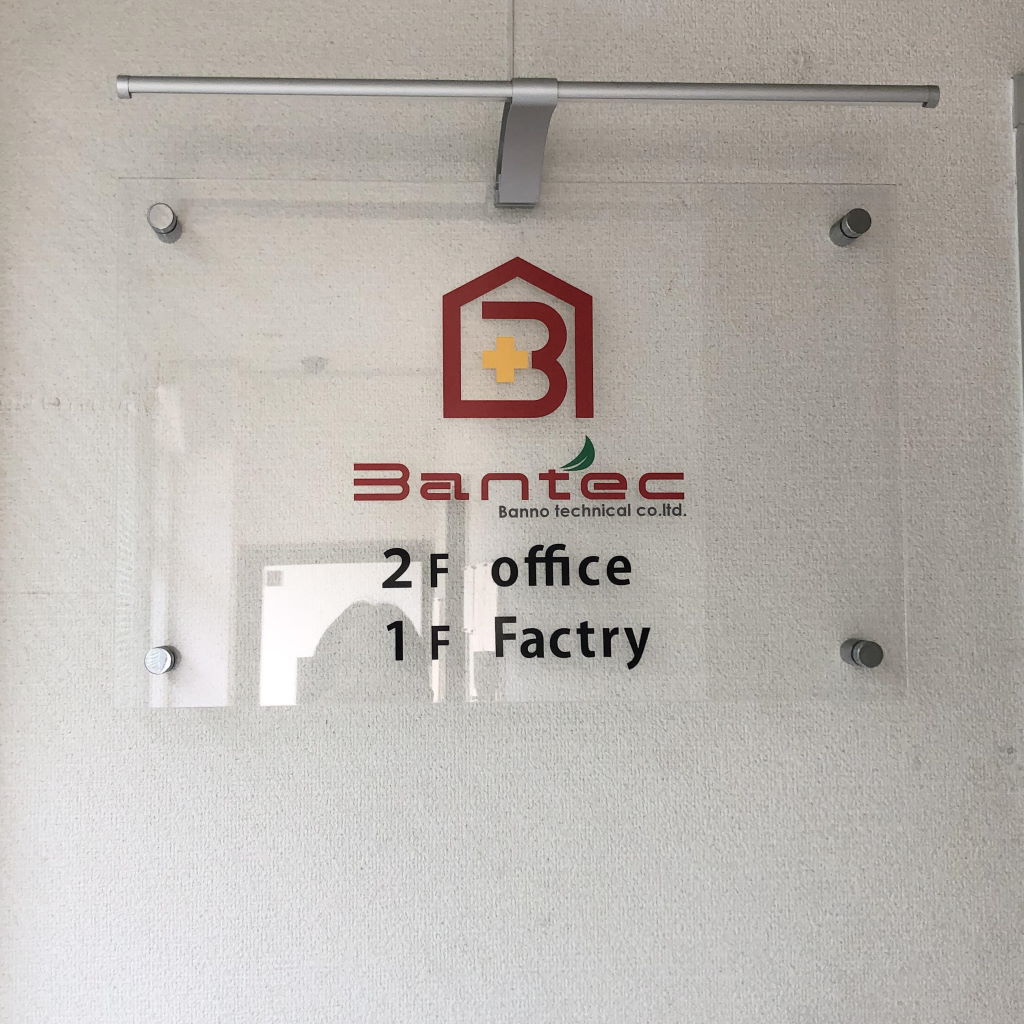 B
Bantec
Banno technical co.ltd.
2F office
1F Factry